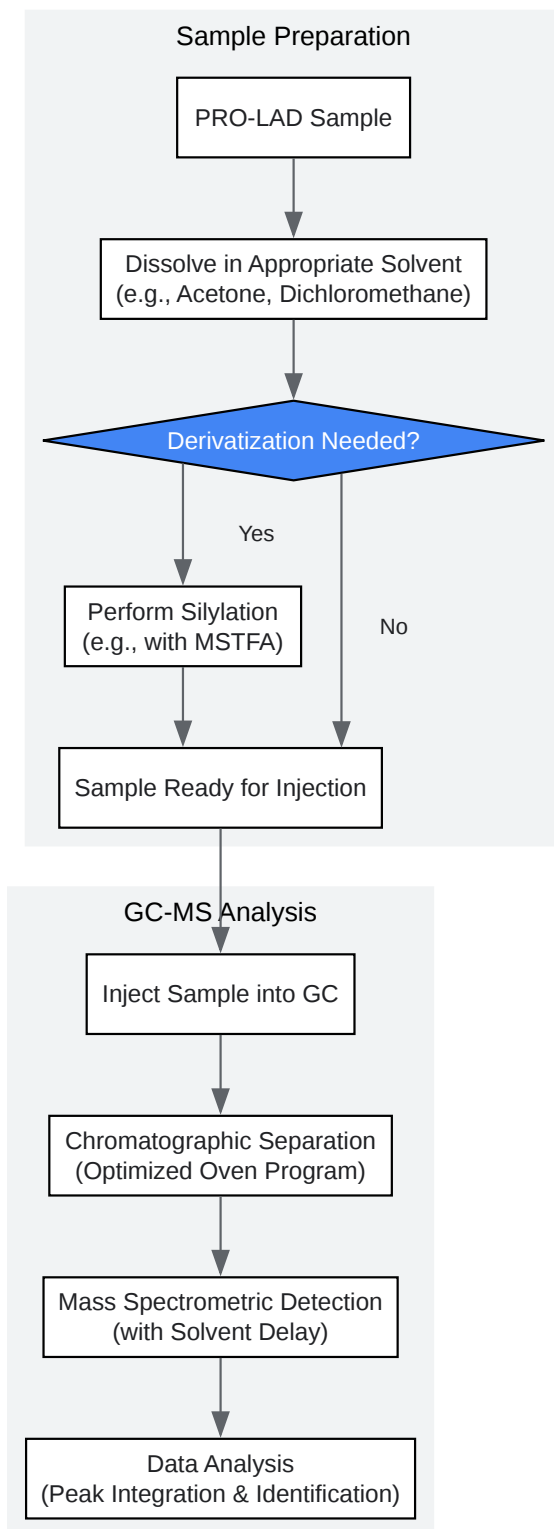 Sample Preparation
PRO-LAD Sample
Dissolve in Appropriate Solvent
(e.g., Acetone, Dichloromethane)
Derivatization Needed?
Yes
Perform Silylation
(e.g., with MSTFA)
No
Sample Ready for Injection
GC-MS Analysis
Inject Sample into GC
Chromatographic Separation
(Optimized Oven Program)
Mass Spectrometric Detection
(with Solvent Delay)
Data Analysis
(Peak Integration & Identification)